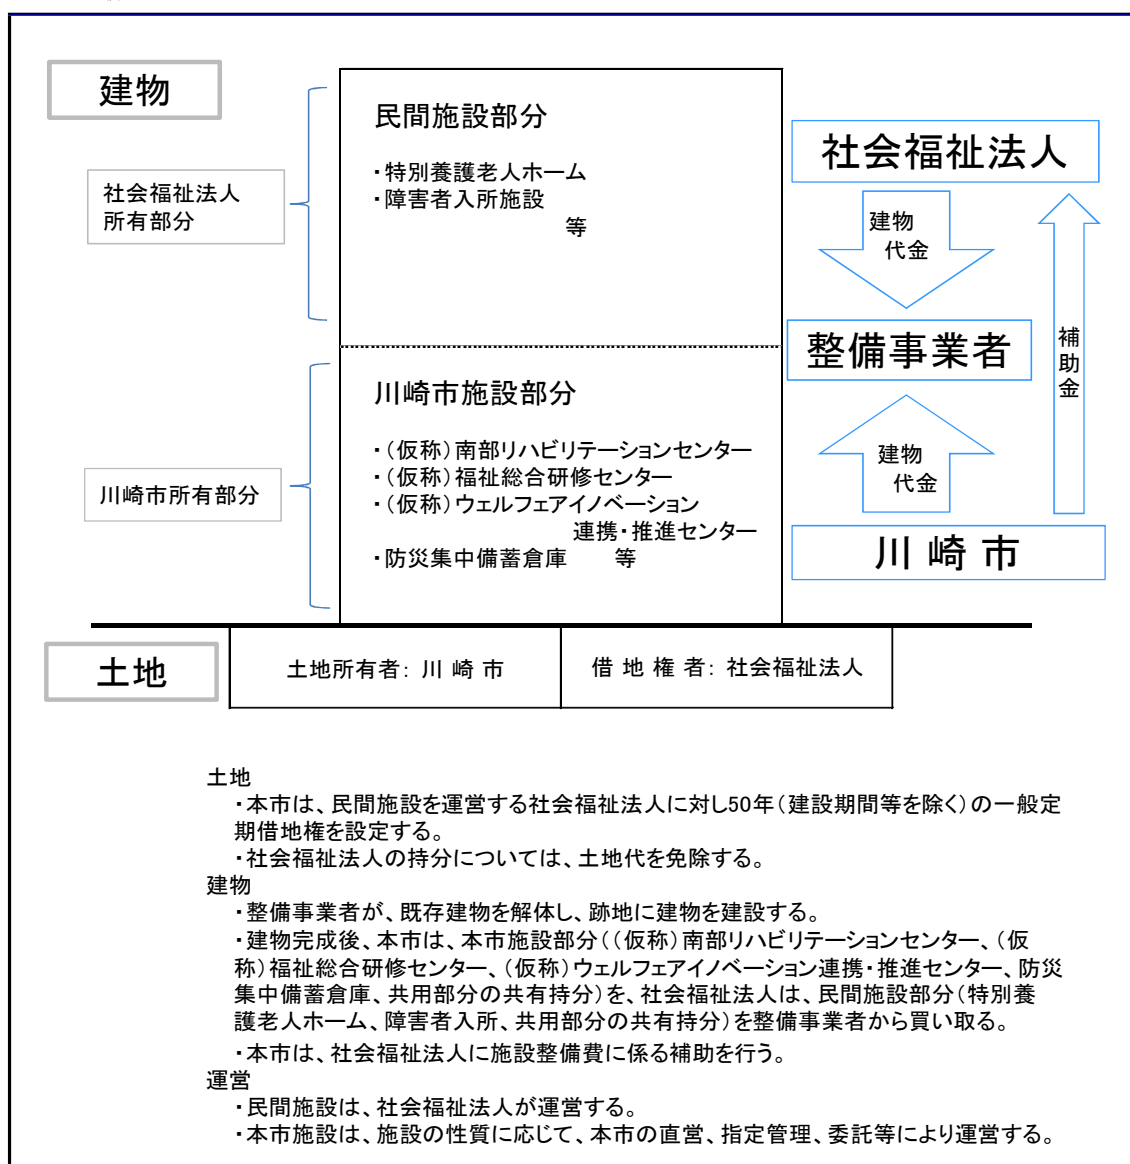 建物
民間施設部分
・特別養護老人ホーム
・障害者入所施設
等
社会福祉法人
所有部分
川崎市施設部分
・（仮称）南部リハビリテーションセンター
・（仮称）福祉総合研修センター
・（仮称）ウェルフェアイノベーション
連携・推進センター
・防災集中備蓄倉庫　　等
川崎市所有部分
社会福祉法人
建物
代金
整備事業者
補助金
建物
代金
川 崎 市
土地
土地所有者： 川 崎 市
借 地 権 者： 社会福祉法人
土地
・本市は、民間施設を運営する社会福祉法人に対し50年（建設期間等を除く）の一般定
期借地権を設定する。
・社会福祉法人の持分については、土地代を免除する。
建物
・整備事業者が、既存建物を解体し、跡地に建物を建設する。
・建物完成後、本市は、本市施設部分（（仮称）南部リハビリテーションセンター、（仮
称）福祉総合研修センター、（仮称）ウェルフェアイノベーション連携・推進センター、防災
集中備蓄倉庫、共用部分の共有持分）を、社会福祉法人は、民間施設部分（特別養
護老人ホーム、障害者入所、共用部分の共有持分）を整備事業者から買い取る。
・本市は、社会福祉法人に施設整備費に係る補助を行う。
運営
・民間施設は、社会福祉法人が運営する。
・本市施設は、施設の性質に応じて、本市の直営、指定管理、委託等により運営する。